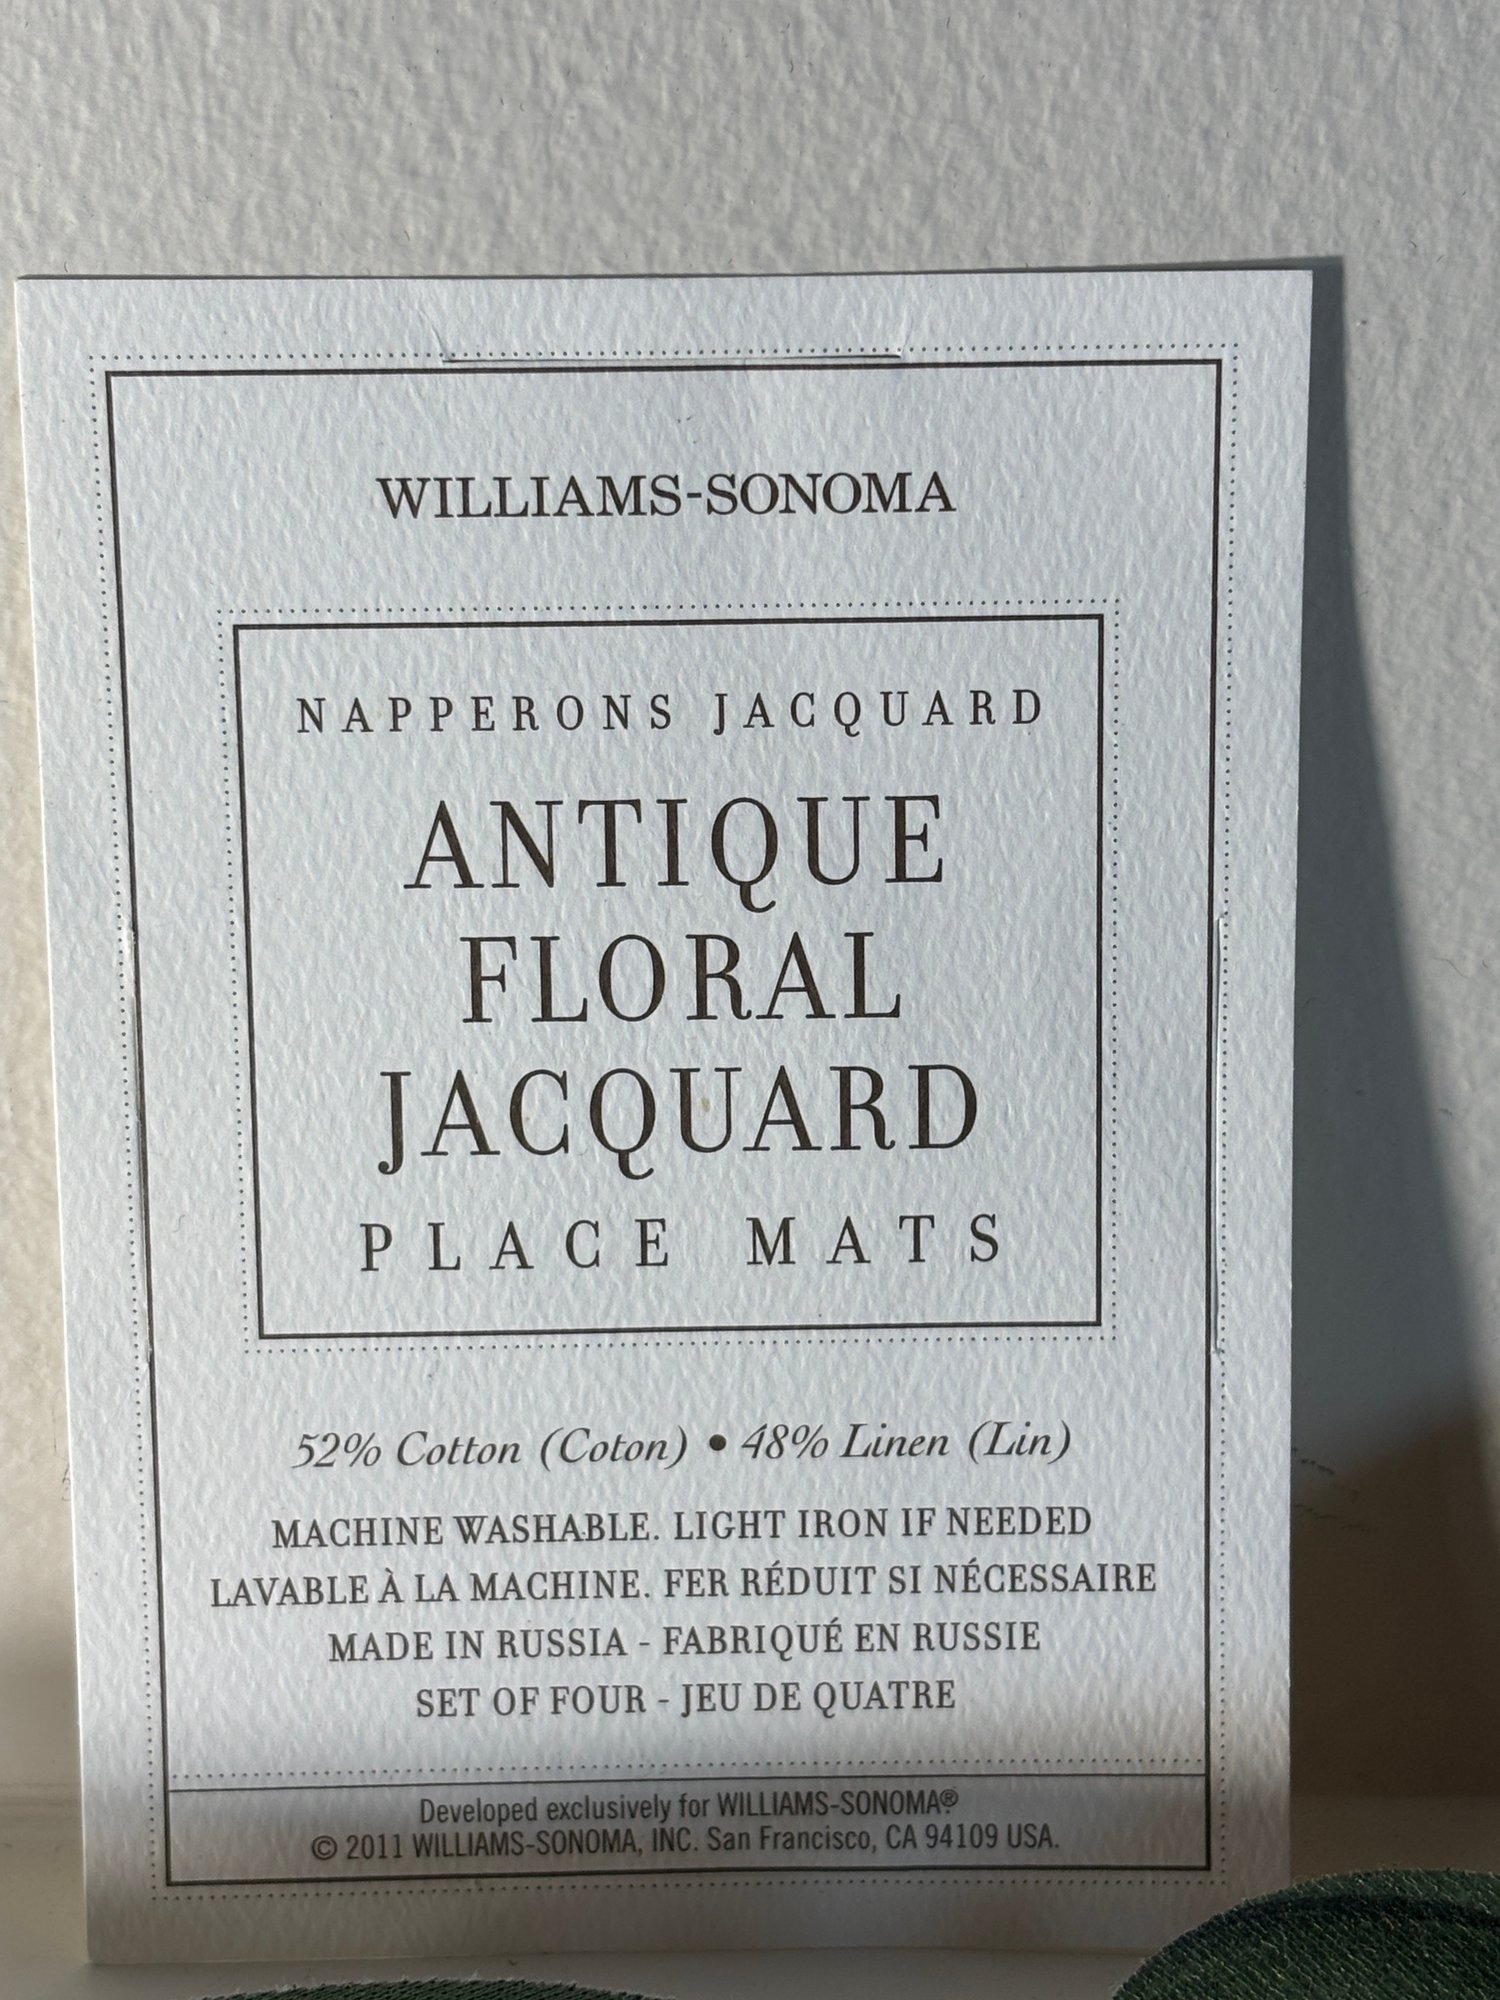 WILLIAMS-SONOMA
NAPPERONS JACQUARD
ANTIQUE
FLORAL
JACQUARD
PLACE MATS
52% Cotton (Coton) • 48% Linen (Lin)
MACHINE WASHABLE. LIGHT IRON IF NEEDED
LAVABLE À LA MACHINE. FER RÉDUIT SI NÉCESSAIRE
MADE IN RUSSIA - FABRIQUÉ EN RUSSIE
SET OF FOUR - JEU DE QUATRE
Developed exclusively for WILLIAMS-SONOMA®
© 2011 WILLIAMS-SONOMA, INC. San Francisco, CA 94109 USA.